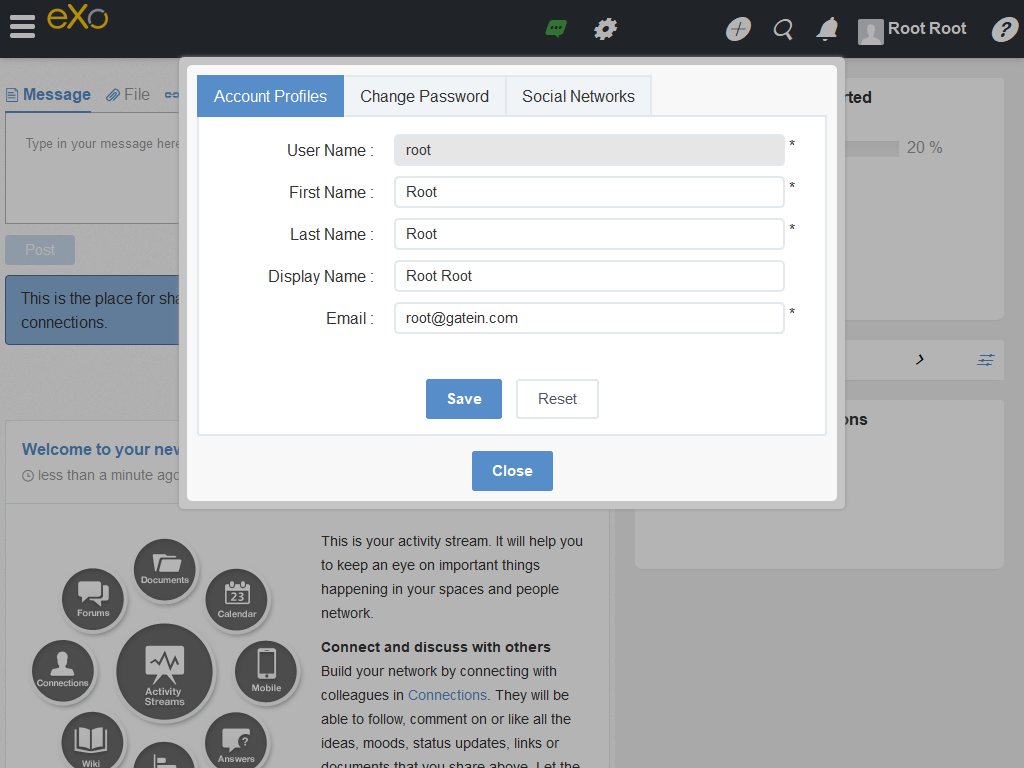 eXo
Root Root
?
Message File
Type in your message here
Post
This is the place for sha
connections.
Account Profiles Change Password Social Networks
User Name : root *
First Name : Root *
Last Name : Root *
Display Name : Root Root
Email : root@gatein.com *
Save Reset
Close
rted
20 %
ons
Welcome to your new
less than a minute ago
Documents
Forums
23
Calendar
Connections
Activity
Streams
Mobile
Wiki
?
Answers
This is your activity stream. It will help you
to keep an eye on important things
happening in your spaces and people
network.
Connect and discuss with others
Build your network by connecting with
colleagues in Connections. They will be
able to follow, comment on or like all the
ideas, moods, status updates, links or
documents that you share above. Let the